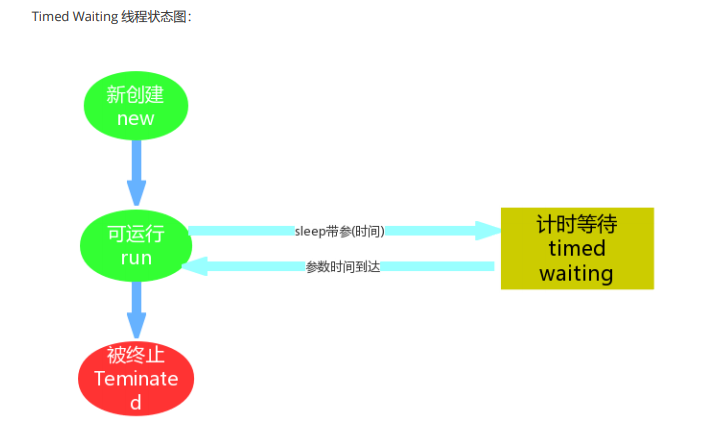 Timed Waiting 线程状态图：
新创建
new
可运行
run
sleep带参(时间)
参数时间到达
计时等待
timed
waiting
被终止
Teminate
d